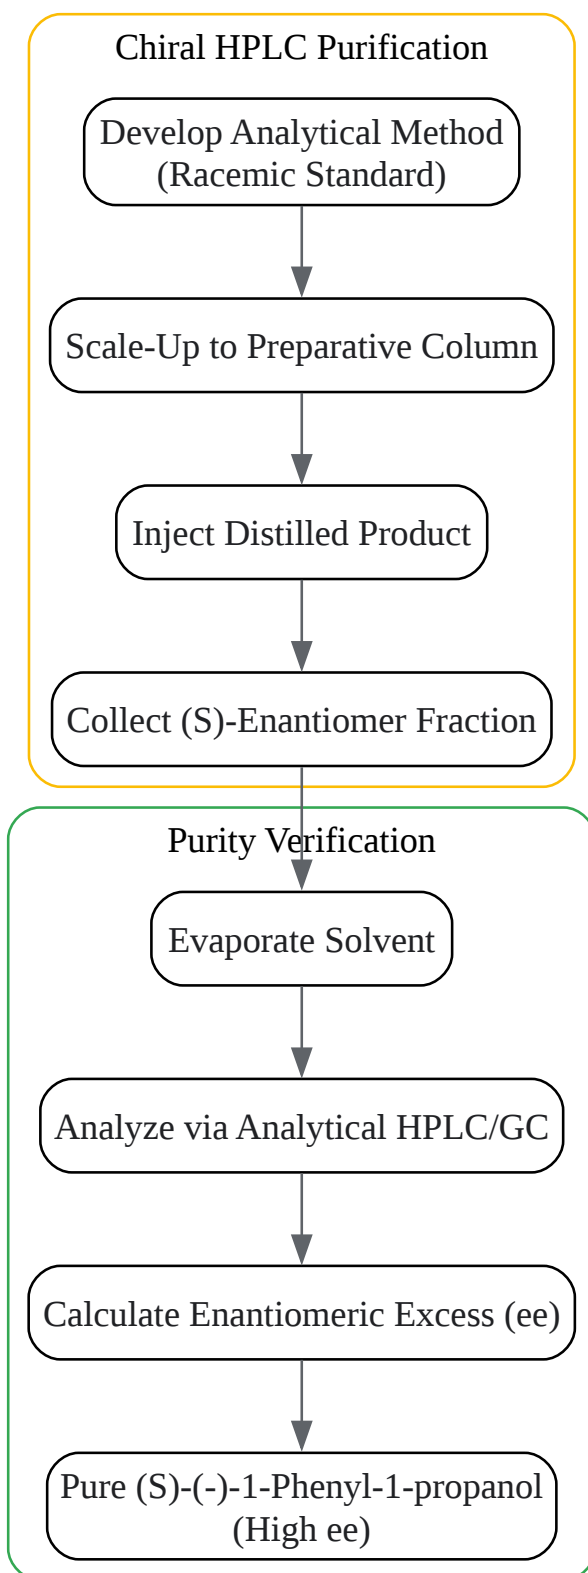 Chiral HPLC Purification
Develop Analytical Method
(Racemic Standard)
Scale-Up to Preparative Column
Inject Distilled Product
Collect (S)-Enantiomer Fraction
Purity Verification
Evaporate Solvent
Analyze via Analytical HPLC/GC
Calculate Enantiomeric Excess (ee)
Pure (S)-(-)-1-Phenyl-1-propanol
(High ee)